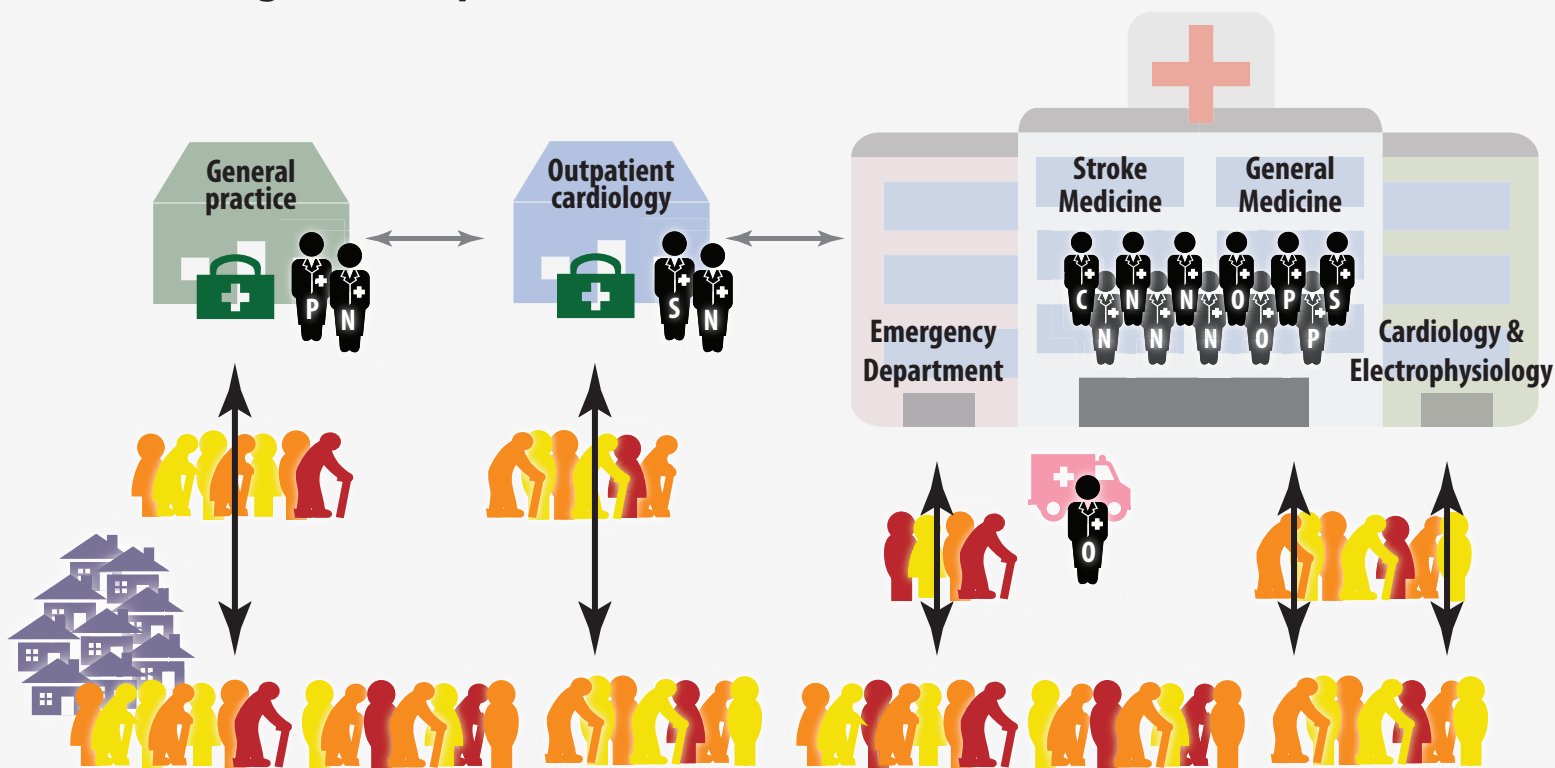 General
practice
P
N
Outpatient
cardiology
S
N
Stroke
Medicine
General
Medicine
C N N O P S
N N N O P
Emergency
Department
Cardiology &
Electrophysiology
O